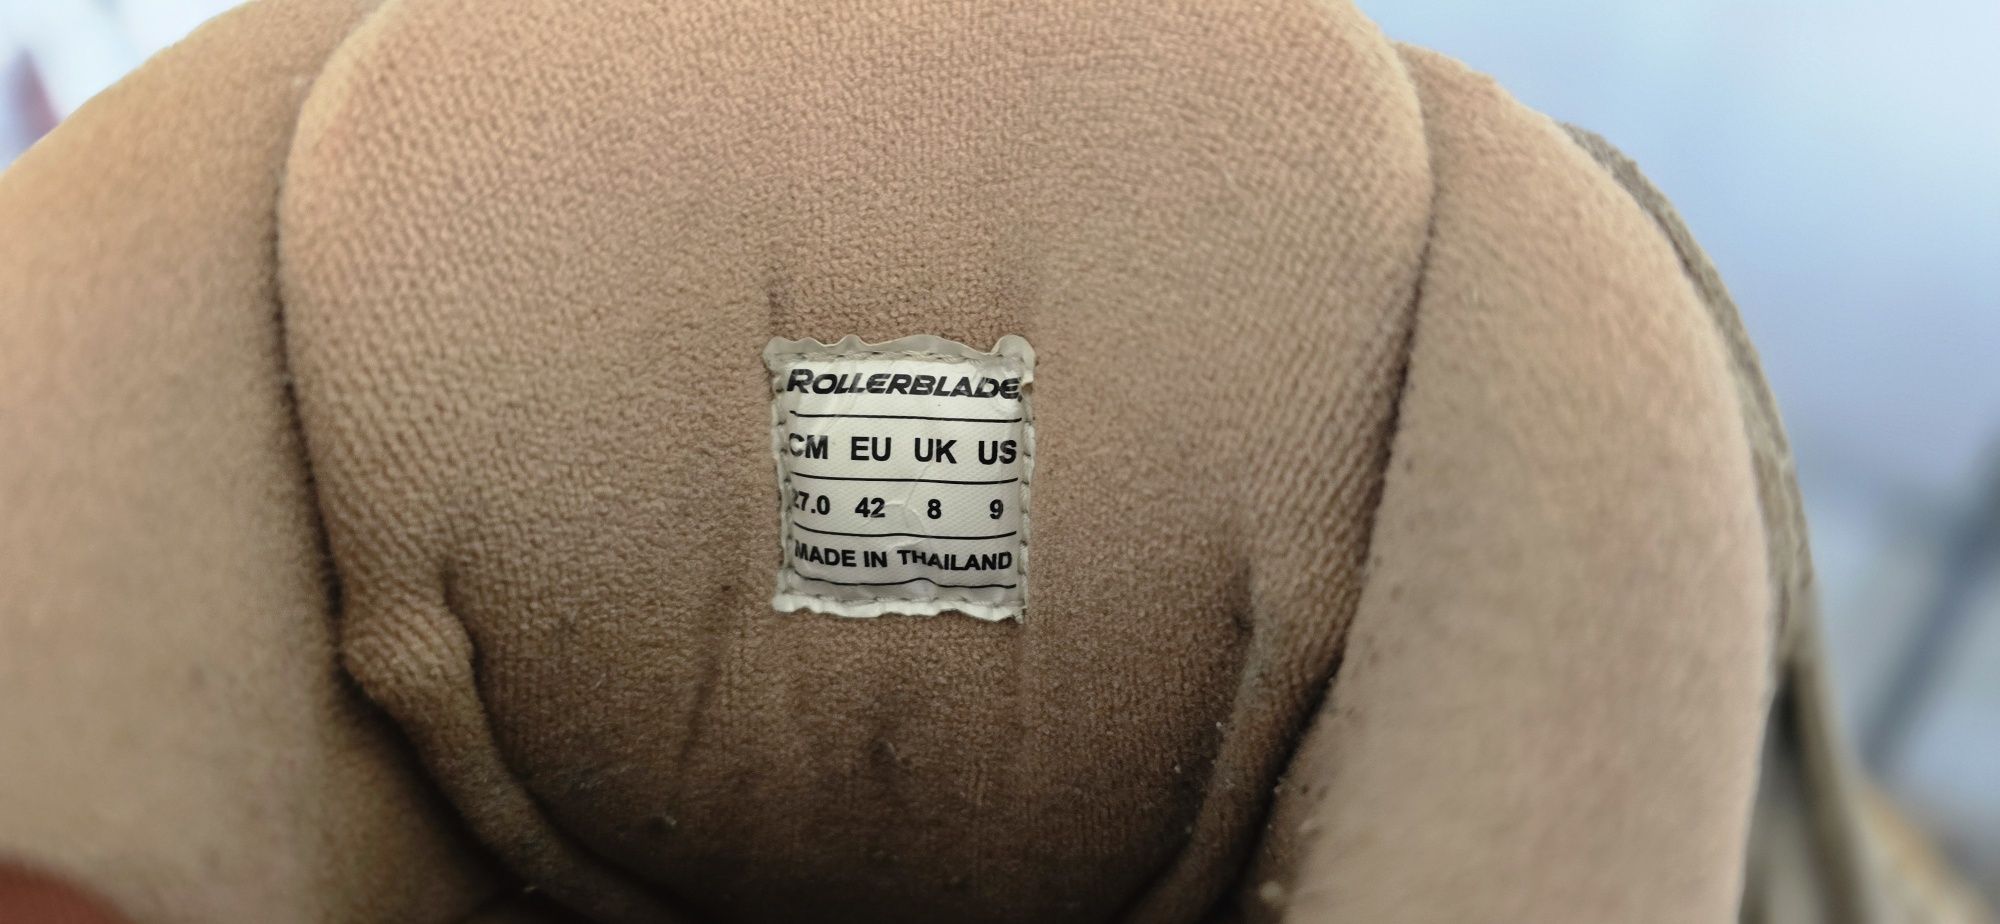 ROLLERBLADE
CM EU UK US
27.0 42 8 9
MADE IN THAILAND